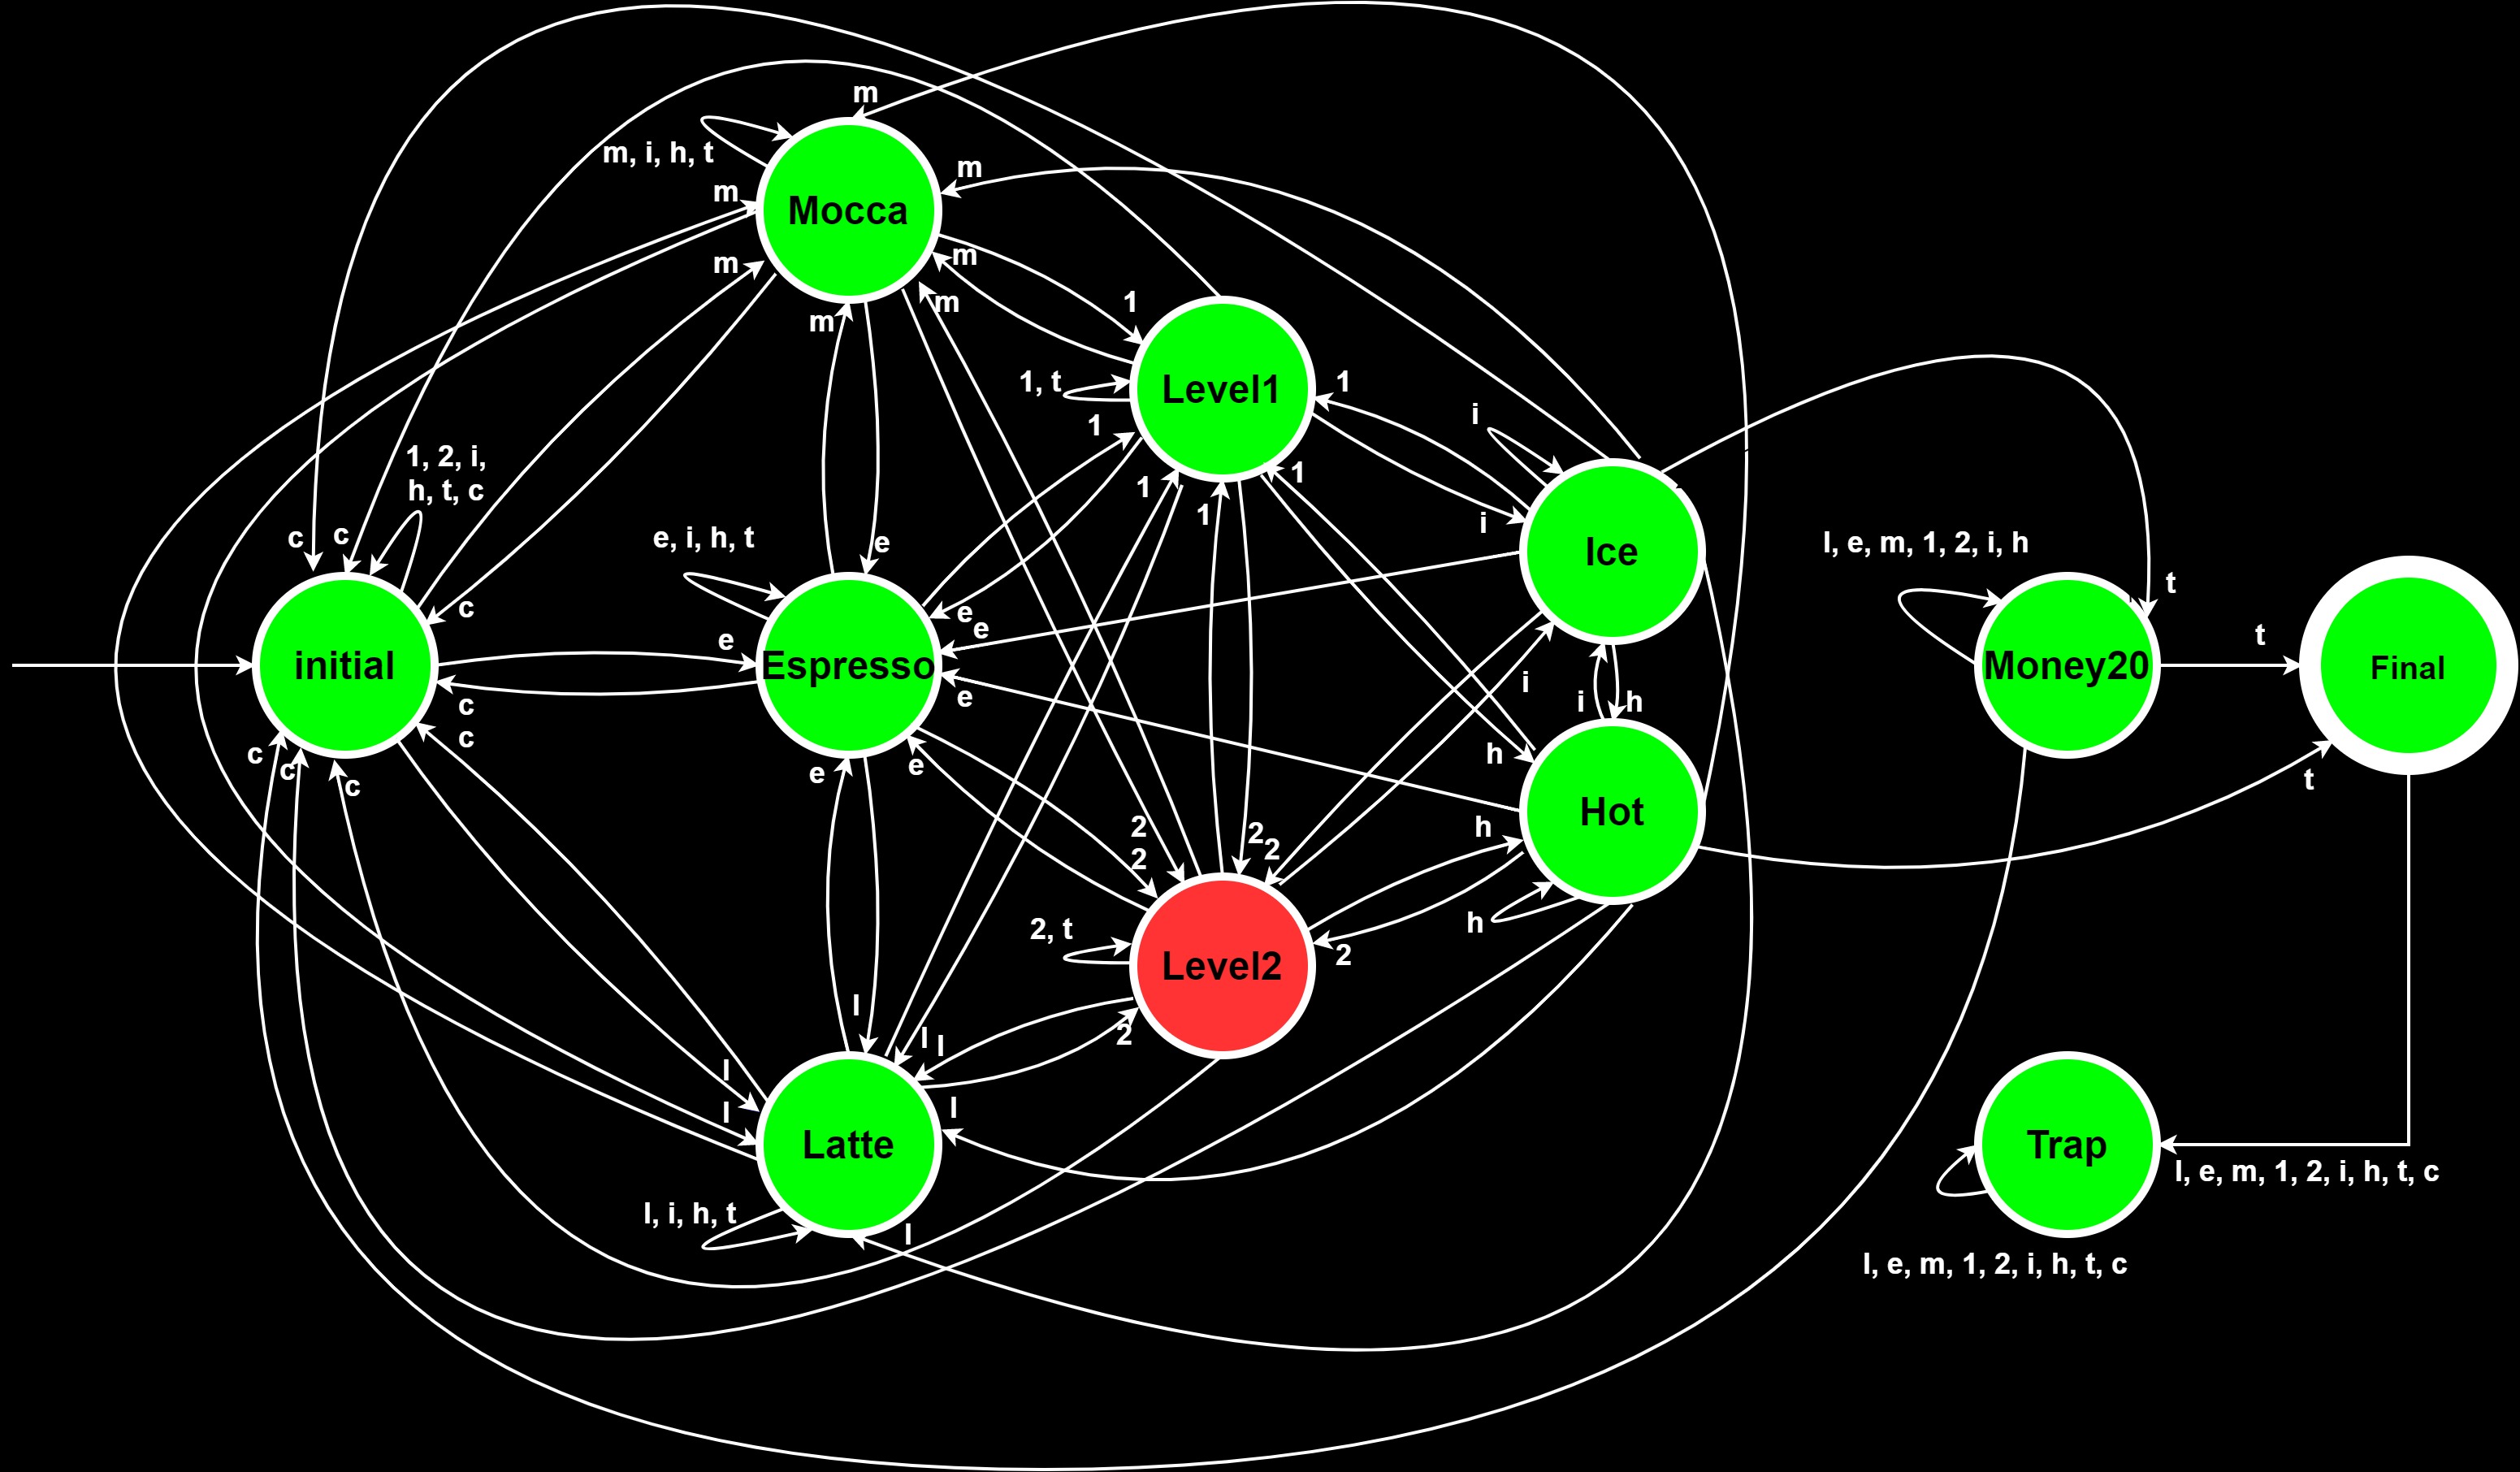 m
m, i, h, t
m
m
Mocca
m
m
m
m
1
1, t
Level1
1
1
i
1, 2, i,
h, t, c
1
1
1
i
c
c
e, i, h, t
e
Ice
l, e, m, 1, 2, i, h
t
c
e
e
e
initial
Espresso
Money20
t
Final
c
e
i
i
h
c
c
c
c
e
e
h
t
Hot
2
2
2
2
h
2, t
h
Level2
2
l
l
l
2
l
l
l
Latte
Trap
l, e, m, 1, 2, i, h, t, c
l, i, h, t
l
l, e, m, 1, 2, i, h, t, c